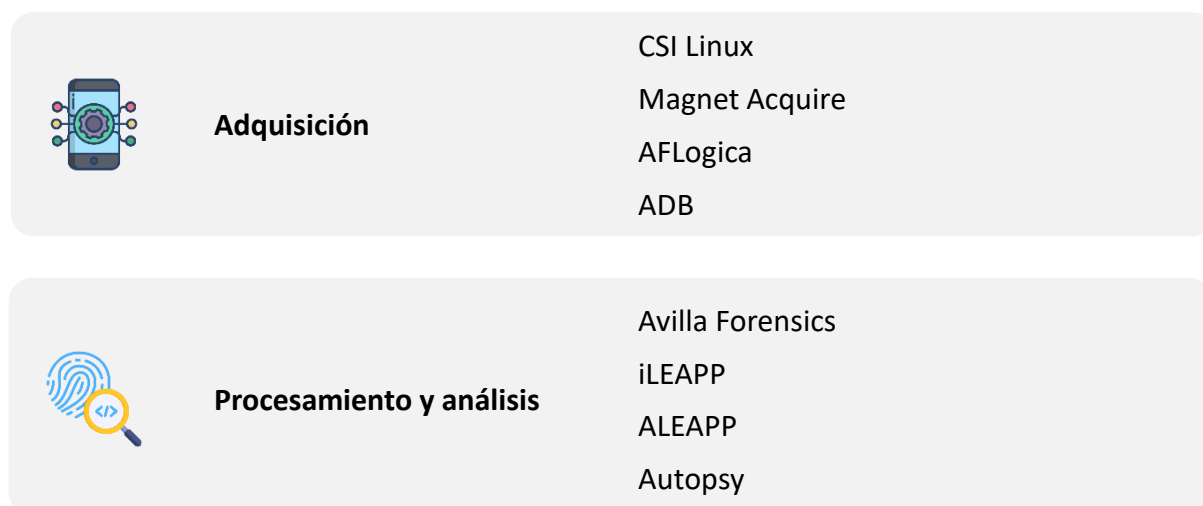 Adquisición
CSI Linux
Magnet Acquire
AFLogica
ADB
Procesamiento y análisis
Avilla Forensics
iLEAPP
ALEAPP
Autopsy